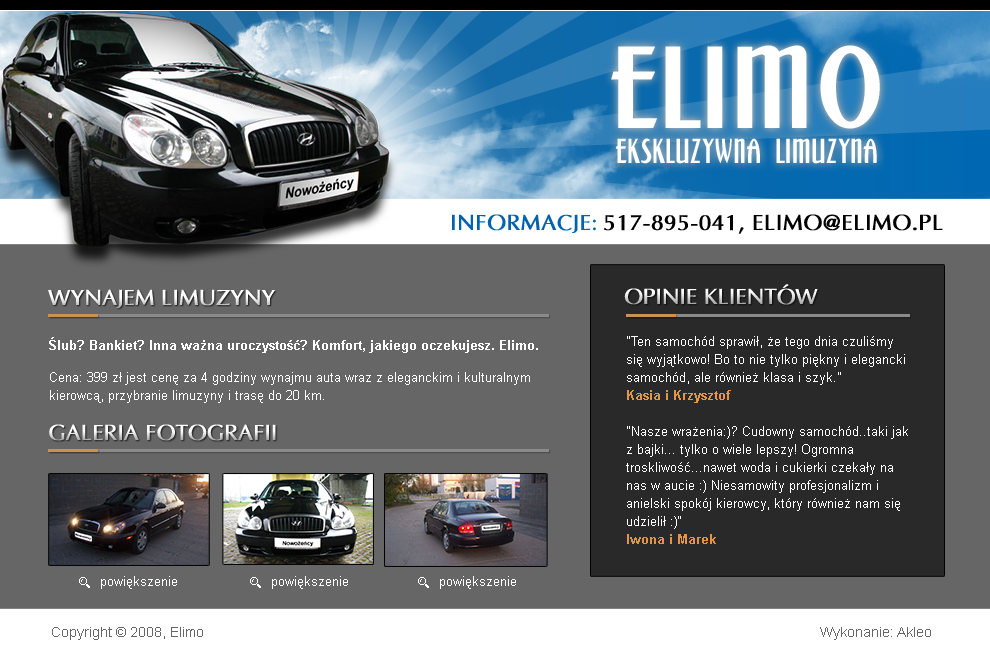 ELIMO
EKSKLUZYWNA LIMUZYNA
Nowożeńcy
INFORMACJE: 517-895-041, ELIMO@ELIMO.PL
WYNAJEM LIMUZYNY
Ślub? Bankiet? Inna ważna uroczystość? Komfort, jakiego oczekujesz. Elimo.
Cena: 399 zł jest cenę za 4 godziny wynajmu auta wraz z eleganckim i kulturalnym
kierowcą, przybranie limuzyny i trasę do 20 km.
GALERIA FOTOGRAFII
Nowożeńcy
powiększenie
powiększenie
powiększenie
OPINIE KLIENTÓW
"Ten samochód sprawił, że tego dnia czuliśmy
się wyjątkowo! Bo to nie tylko piękny i elegancki
samochód, ale również klasa i szyk."
Kasia i Krzysztof
"Nasze wrażenia:)? Cudowny samochód..taki jak
z bajki... tylko o wiele lepszy! Ogromna
troskliwość...nawet woda i cukierki czekały na
nas w aucie :) Niesamowity profesjonalizm i
anielski spokój kierowcy, który również nam się
udzielił :)"
Iwona i Marek
Copyright © 2008, Elimo
Wykonanie: Akleo